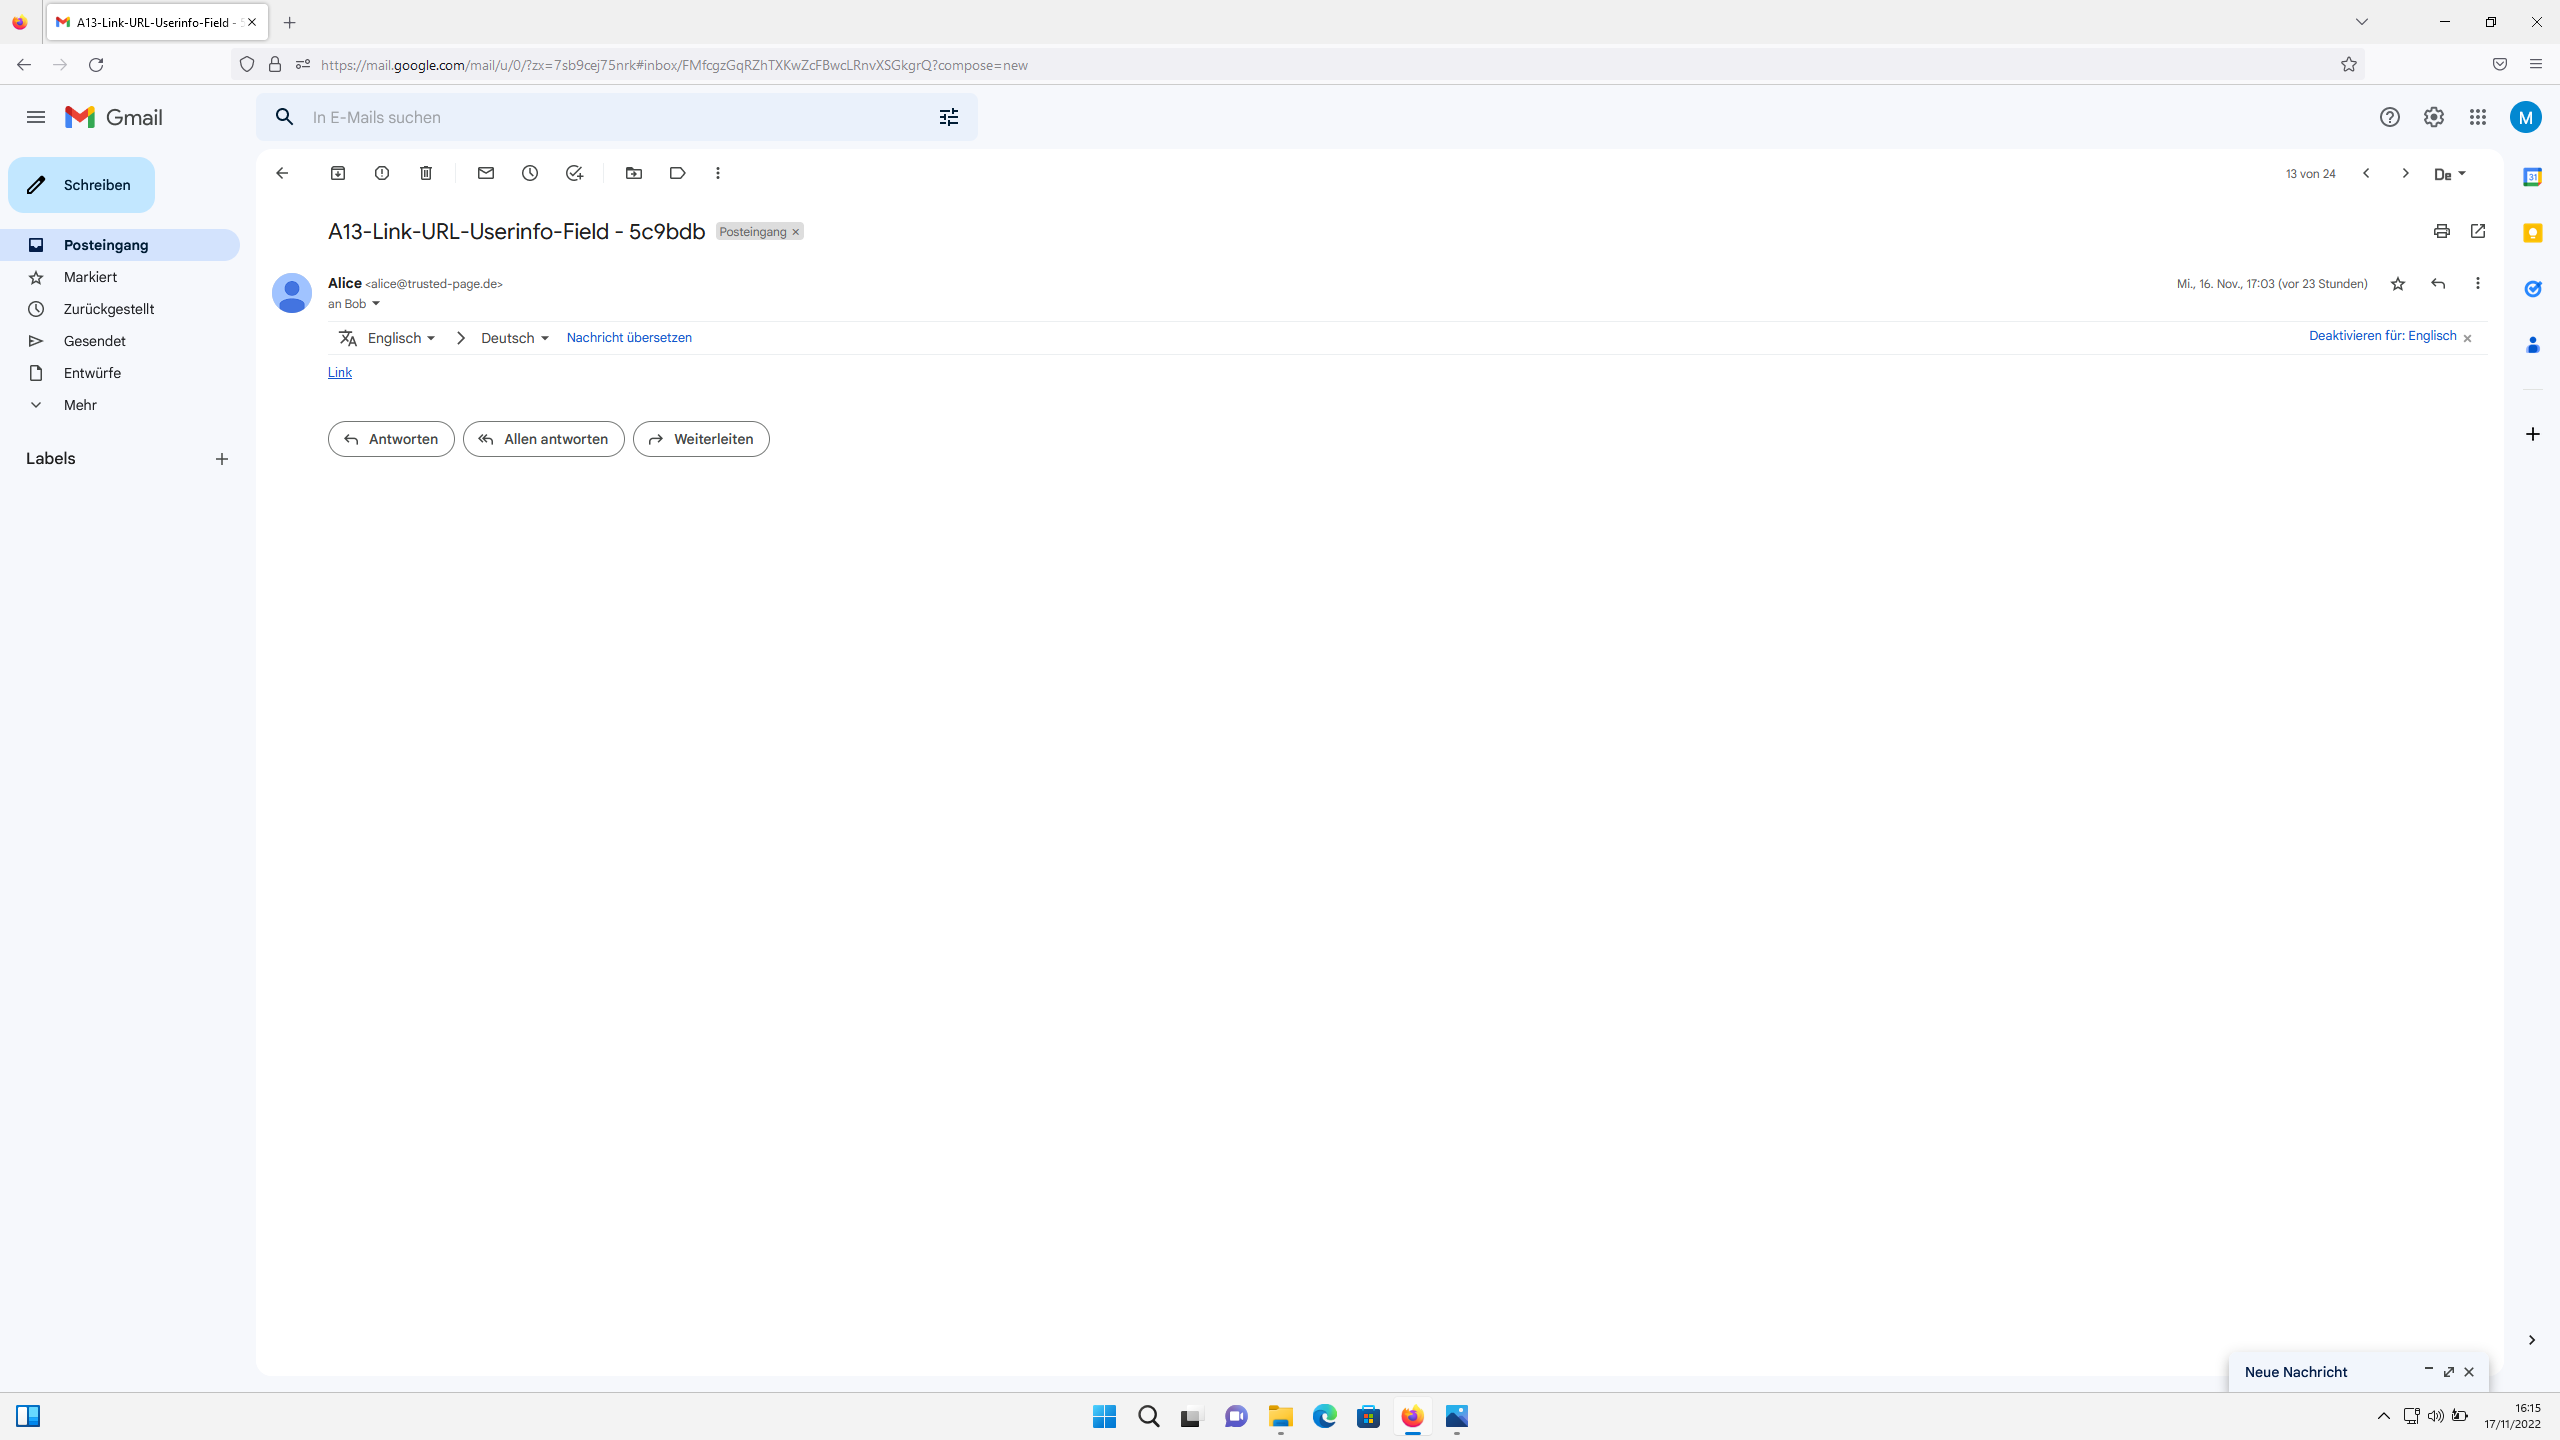 A13-Link-URL-Userinfo-Field -
https://mail.google.com/mail/u/0/?zx=7sb9cej75nrk#inbox/FMfcgzGqRZhTXKwZcFBwcLRnvXSGkgrQ?compose=new
Gmail
In E-Mails suchen
M
Schreiben
13 von 24
De
31
A13-Link-URL-Userinfo-Field - 5c9bdb
Posteingang
Posteingang
Markiert
Alice <alice@trusted-page.de>
Mi., 16. Nov., 17:03 (vor 23 Stunden)
an Bob
Zurückgestellt
Englisch
Deutsch
Nachricht übersetzen
Deaktivieren für: Englisch
Gesendet
Link
Entwürfe
Mehr
Antworten
Allen antworten
Weiterleiten
Labels
Neue Nachricht
16:15
17/11/2022